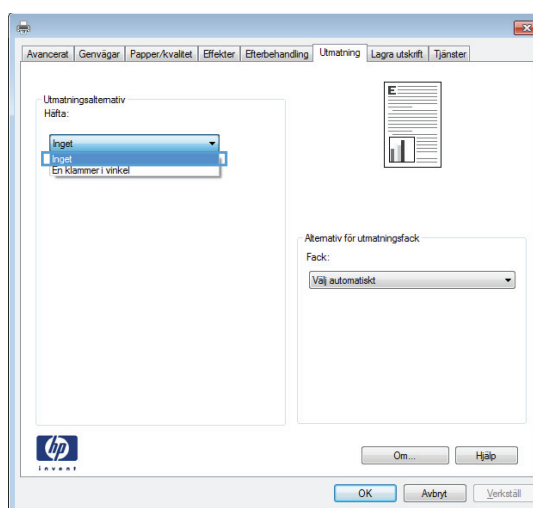 Avancerat Genvägar Papper/kvalitet Effekter Efterbehandling Utmatning Lagra utskrift Tjänster
Utmatningsalternativ
Häfta:
Inget
Inget
En klammer i vinkel
E
Alternativ för utmatningsfack
Fack:
Välj automatiskt
hp
invent
Om... Hjälp
OK Avbryt Verkställ